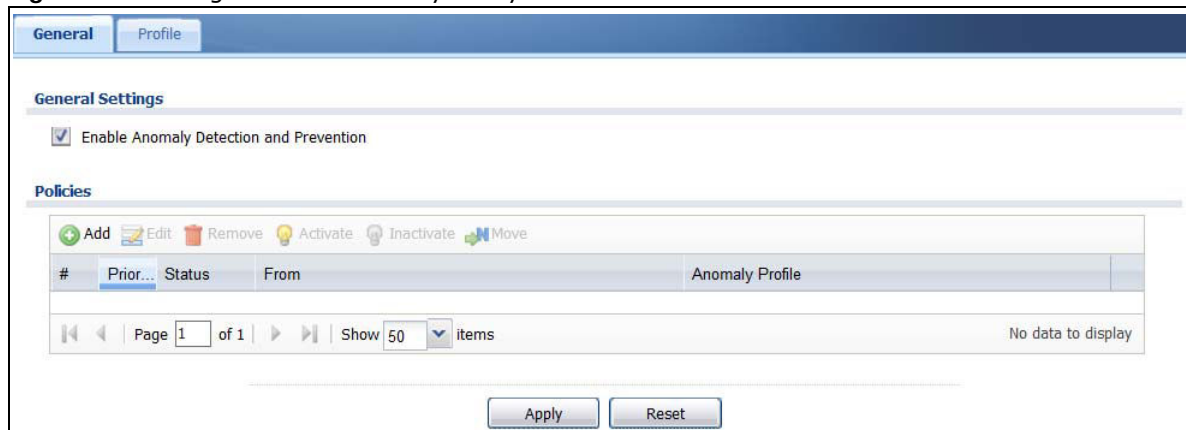 General Profile
General Settings
Enable Anomaly Detection and Prevention
Policies
Add Edit Remove Activate Inactivate Move
# Prior... Status From Anomaly Profile
Page 1 of 1 Show 50 items No data to display
Apply Reset